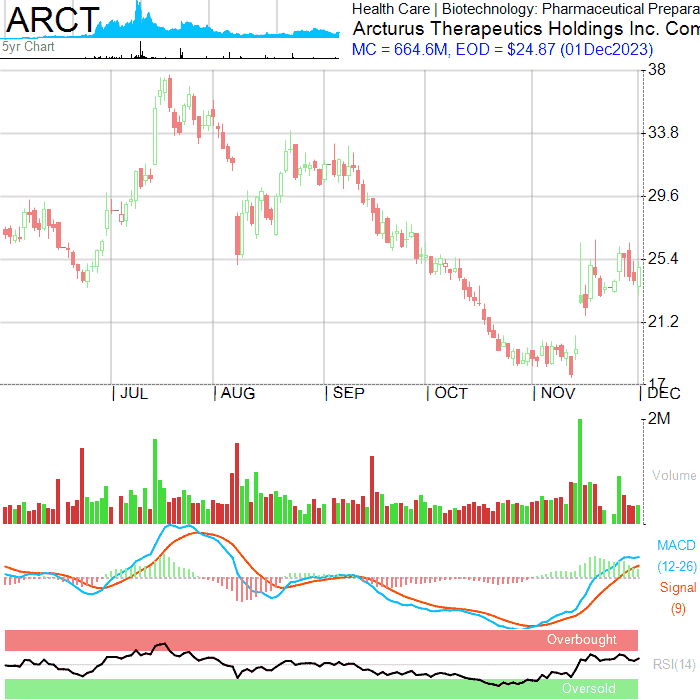 ARCT
5yr Chart
Health Care | Biotechnology: Pharmaceutical Prepara
Arcturus Therapeutics Holdings Inc. Com
MC = 664.6M, EOD = $24.87 (01Dec2023)
38
33.8
29.6
25.4
21.2
17
| JUL | AUG | SEP | OCT | NOV | DEC
2M
Volume
MACD
(12-26)
Signal
(9)
Overbought
RSI(14)
Oversold